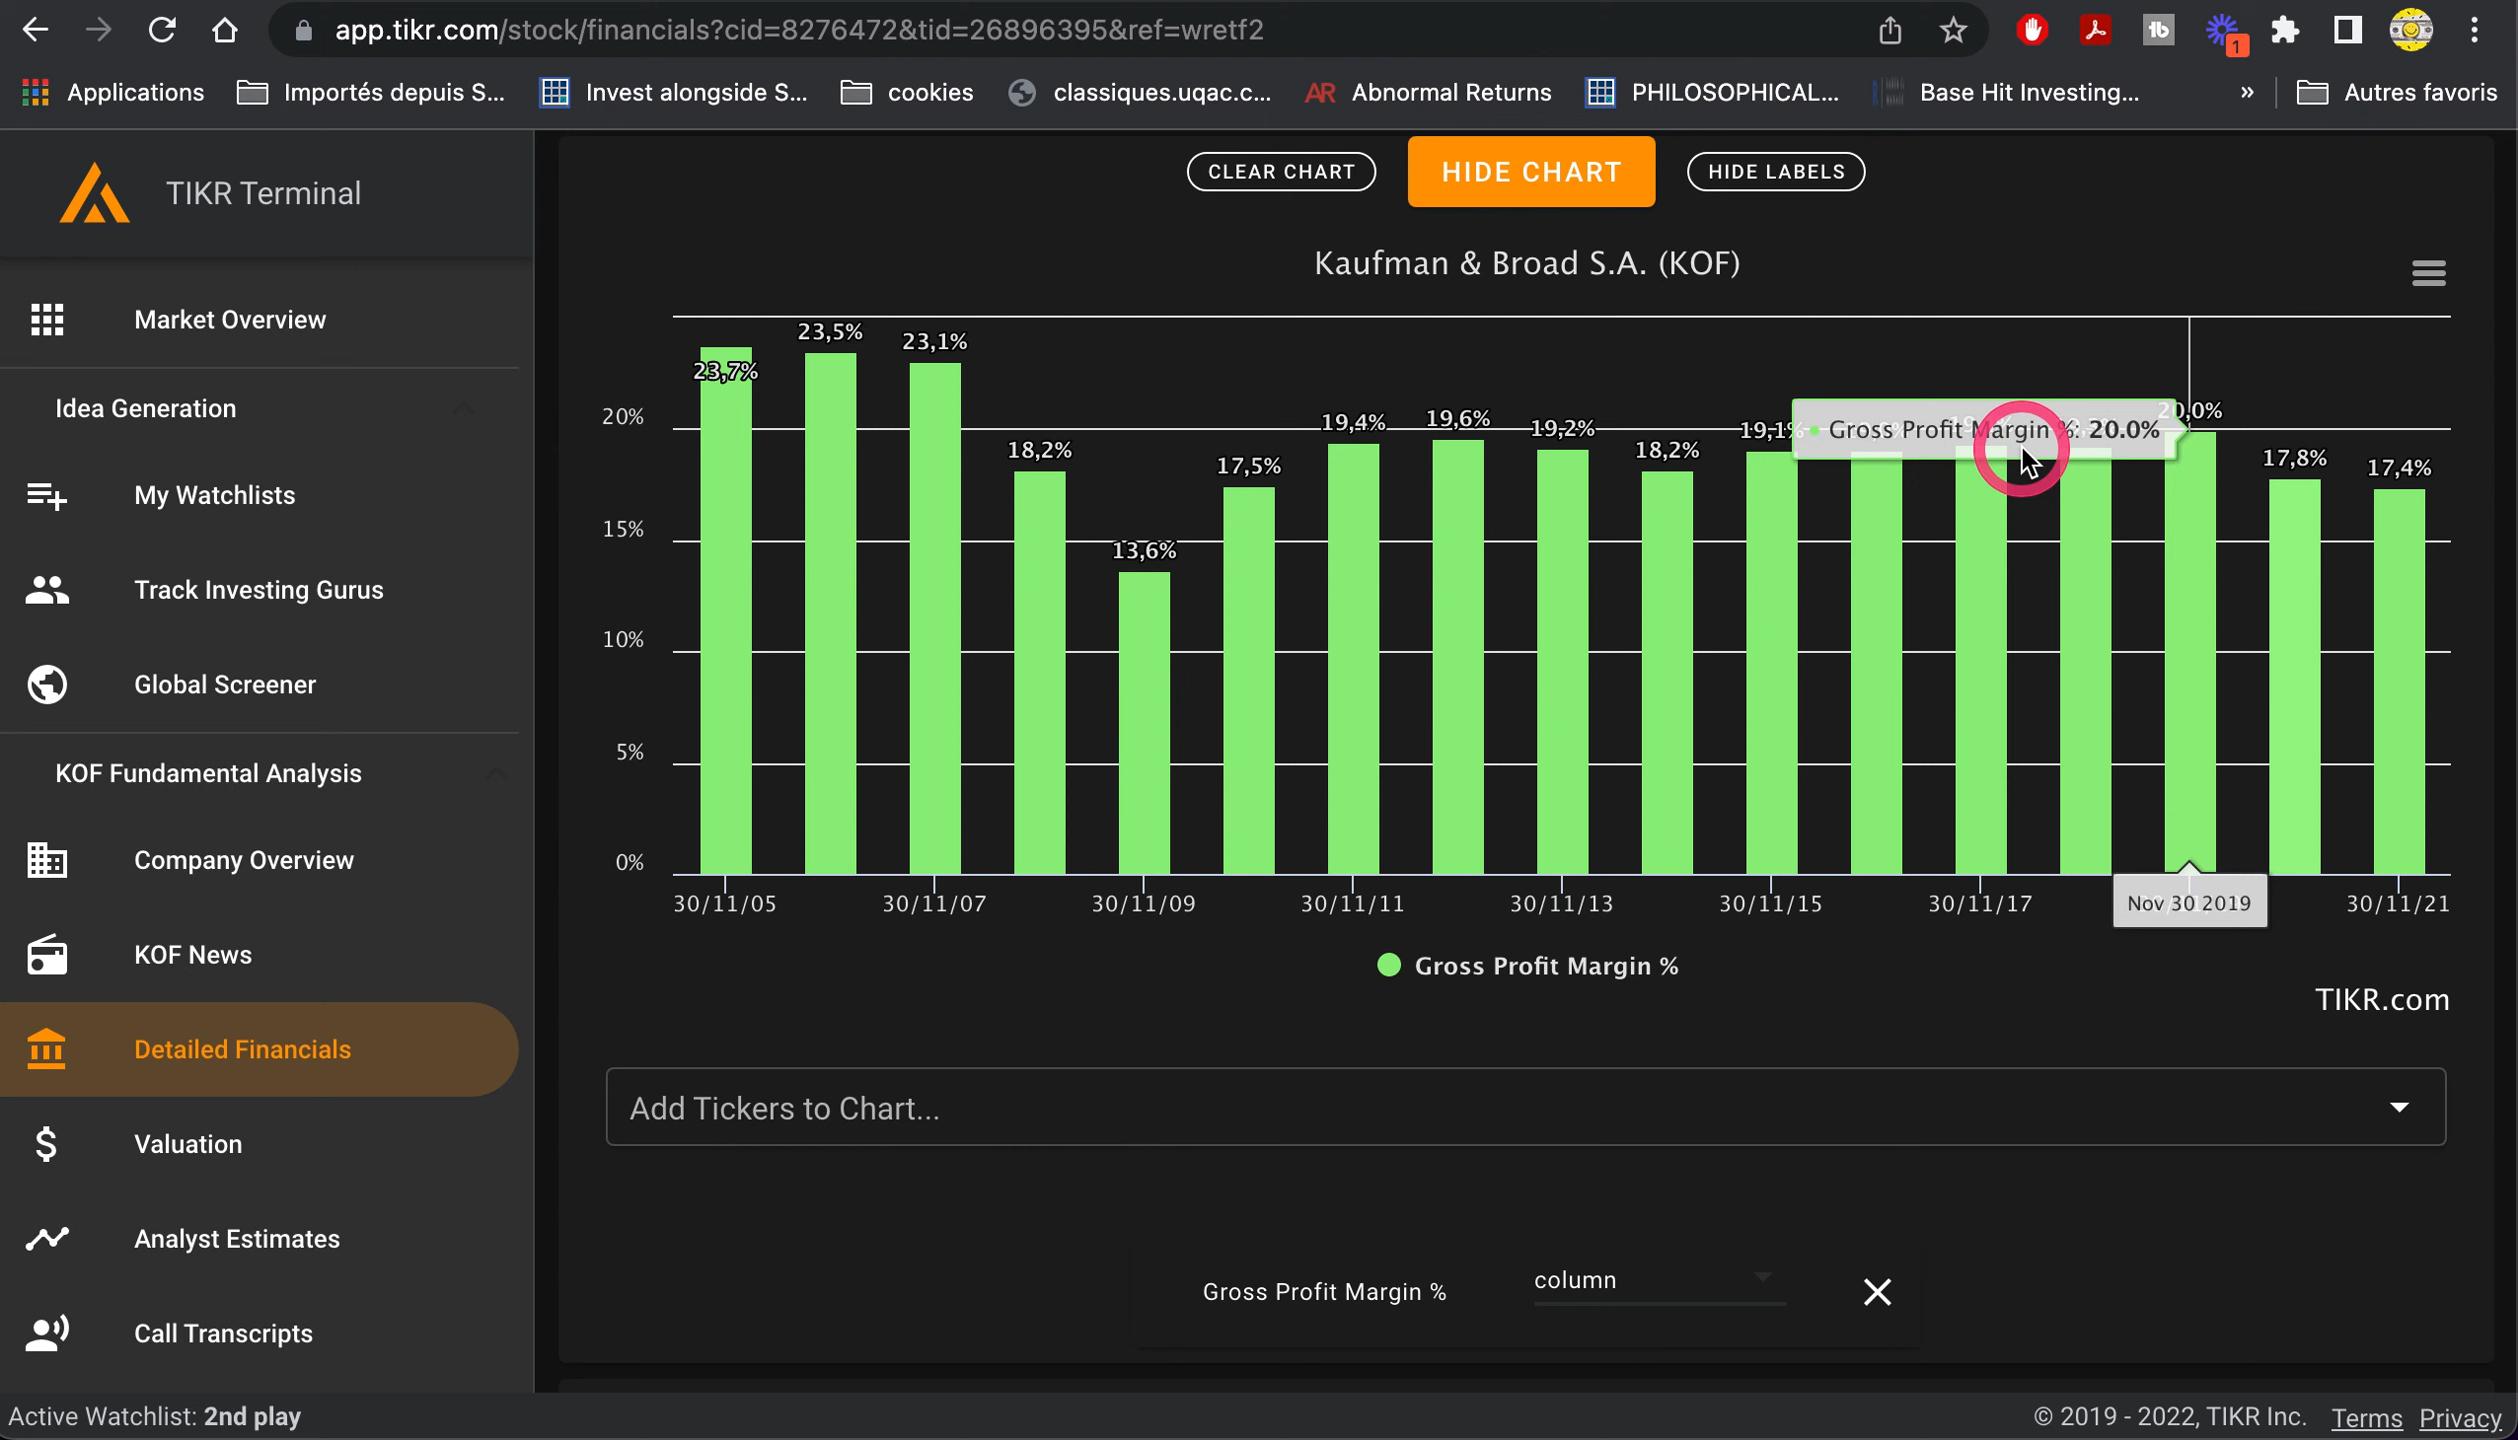 app.tikr.com/stock/financials?cid=8276472&tid=26896395&ref=wretf2
1
Applications
Importés depuis S...
Invest alongside S...
cookies
classiques.uqac.c...
AR Abnormal Returns
PHILOSOPHICAL...
Base Hit Investing...
»
Autres favoris
TIKR Terminal
Market Overview
Idea Generation
My Watchlists
Track Investing Gurus
Global Screener
KOF Fundamental Analysis
Company Overview
KOF News
Detailed Financials
Valuation
Analyst Estimates
Call Transcripts
CLEAR CHART
HIDE CHART
HIDE LABELS
Kaufman & Broad S.A. (KOF)
23,7%
23,5%
23,1%
18,2%
13,6%
17,5%
19,4%
19,6%
19,2%
18,2%
19,1%
20,0%
17,8%
17,4%
Gross Profit Margin %: 20.0%
20%
15%
10%
5%
0%
30/11/05
30/11/07
30/11/09
30/11/11
30/11/13
30/11/15
30/11/17
Nov 30 2019
30/11/21
Gross Profit Margin %
TIKR.com
Add Tickers to Chart...
Gross Profit Margin %
column
Active Watchlist: 2nd play
© 2019 - 2022, TIKR Inc. Terms Privacy